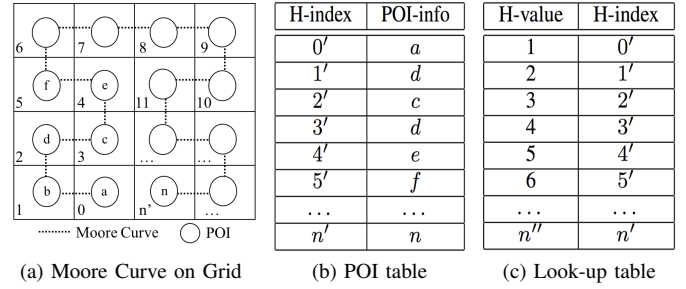 6 7 8 9
f e
5 4 11 10
d c
2 3 ... ...
b a n
1 0 n' ...
Moore Curve POI
(a) Moore Curve on Grid
H-index POI-info
0′ a
1′ d
2′ c
3′ d
4′ e
5′ f
... ...
n′ n
(b) POI table
H-value H-index
1 0′
2 1′
3 2′
4 3′
5 4′
6 5′
... ...
n″ n′
(c) Look-up table